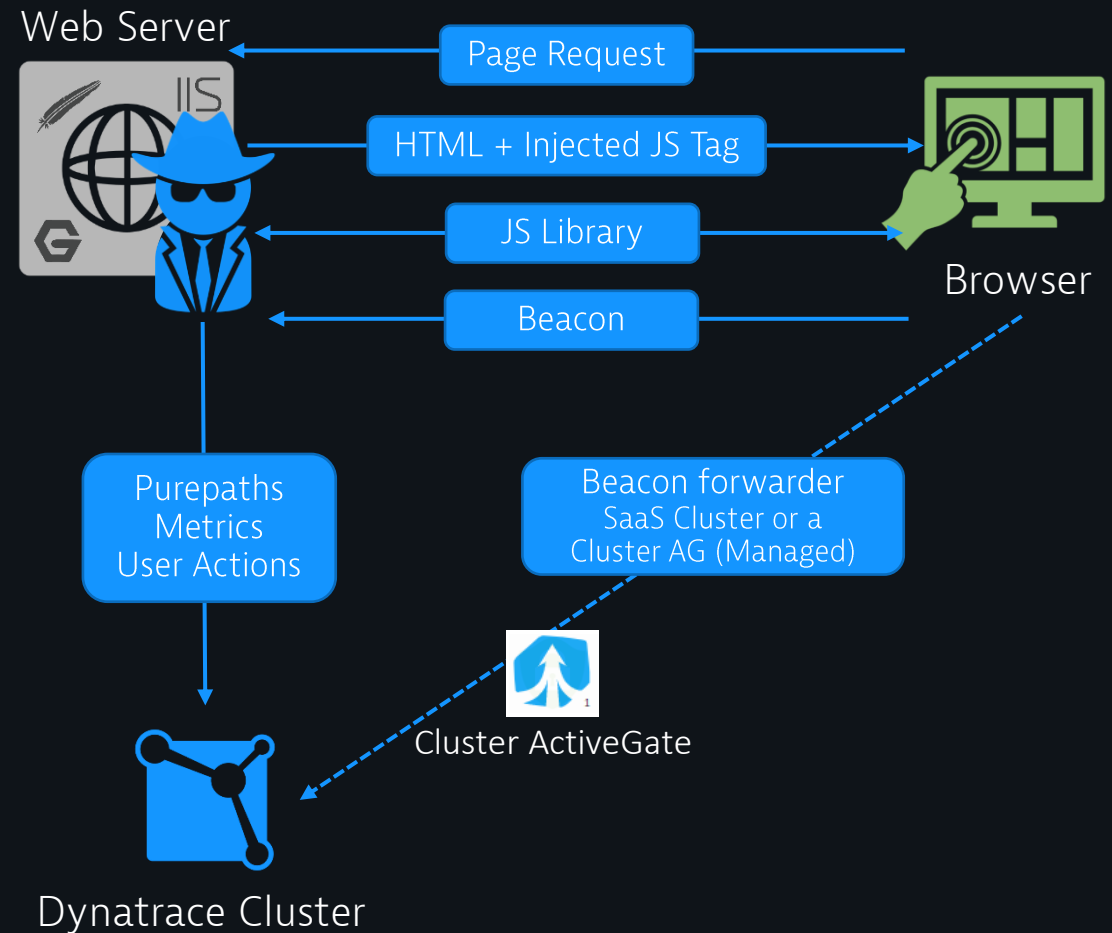 Web Server
Page Request
IIS
HTML + Injected JS Tag
JS Library
G
Browser
Beacon
Purepaths
Metrics
User Actions
Beacon forwarder
SaaS Cluster or a
Cluster AG (Managed)
1
Cluster ActiveGate
Dynatrace Cluster